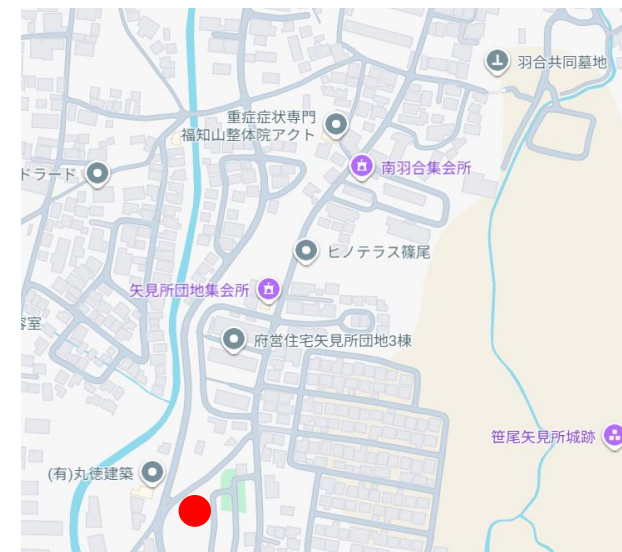 羽合共同墓地
重症症状専門
福知山整体院アクト
ドラード
南羽合集会所
ヒノテラス篠尾
矢見所団地集会所
容室
府営住宅矢見所団地3棟
笹尾矢見所城跡
(有)丸徳建築